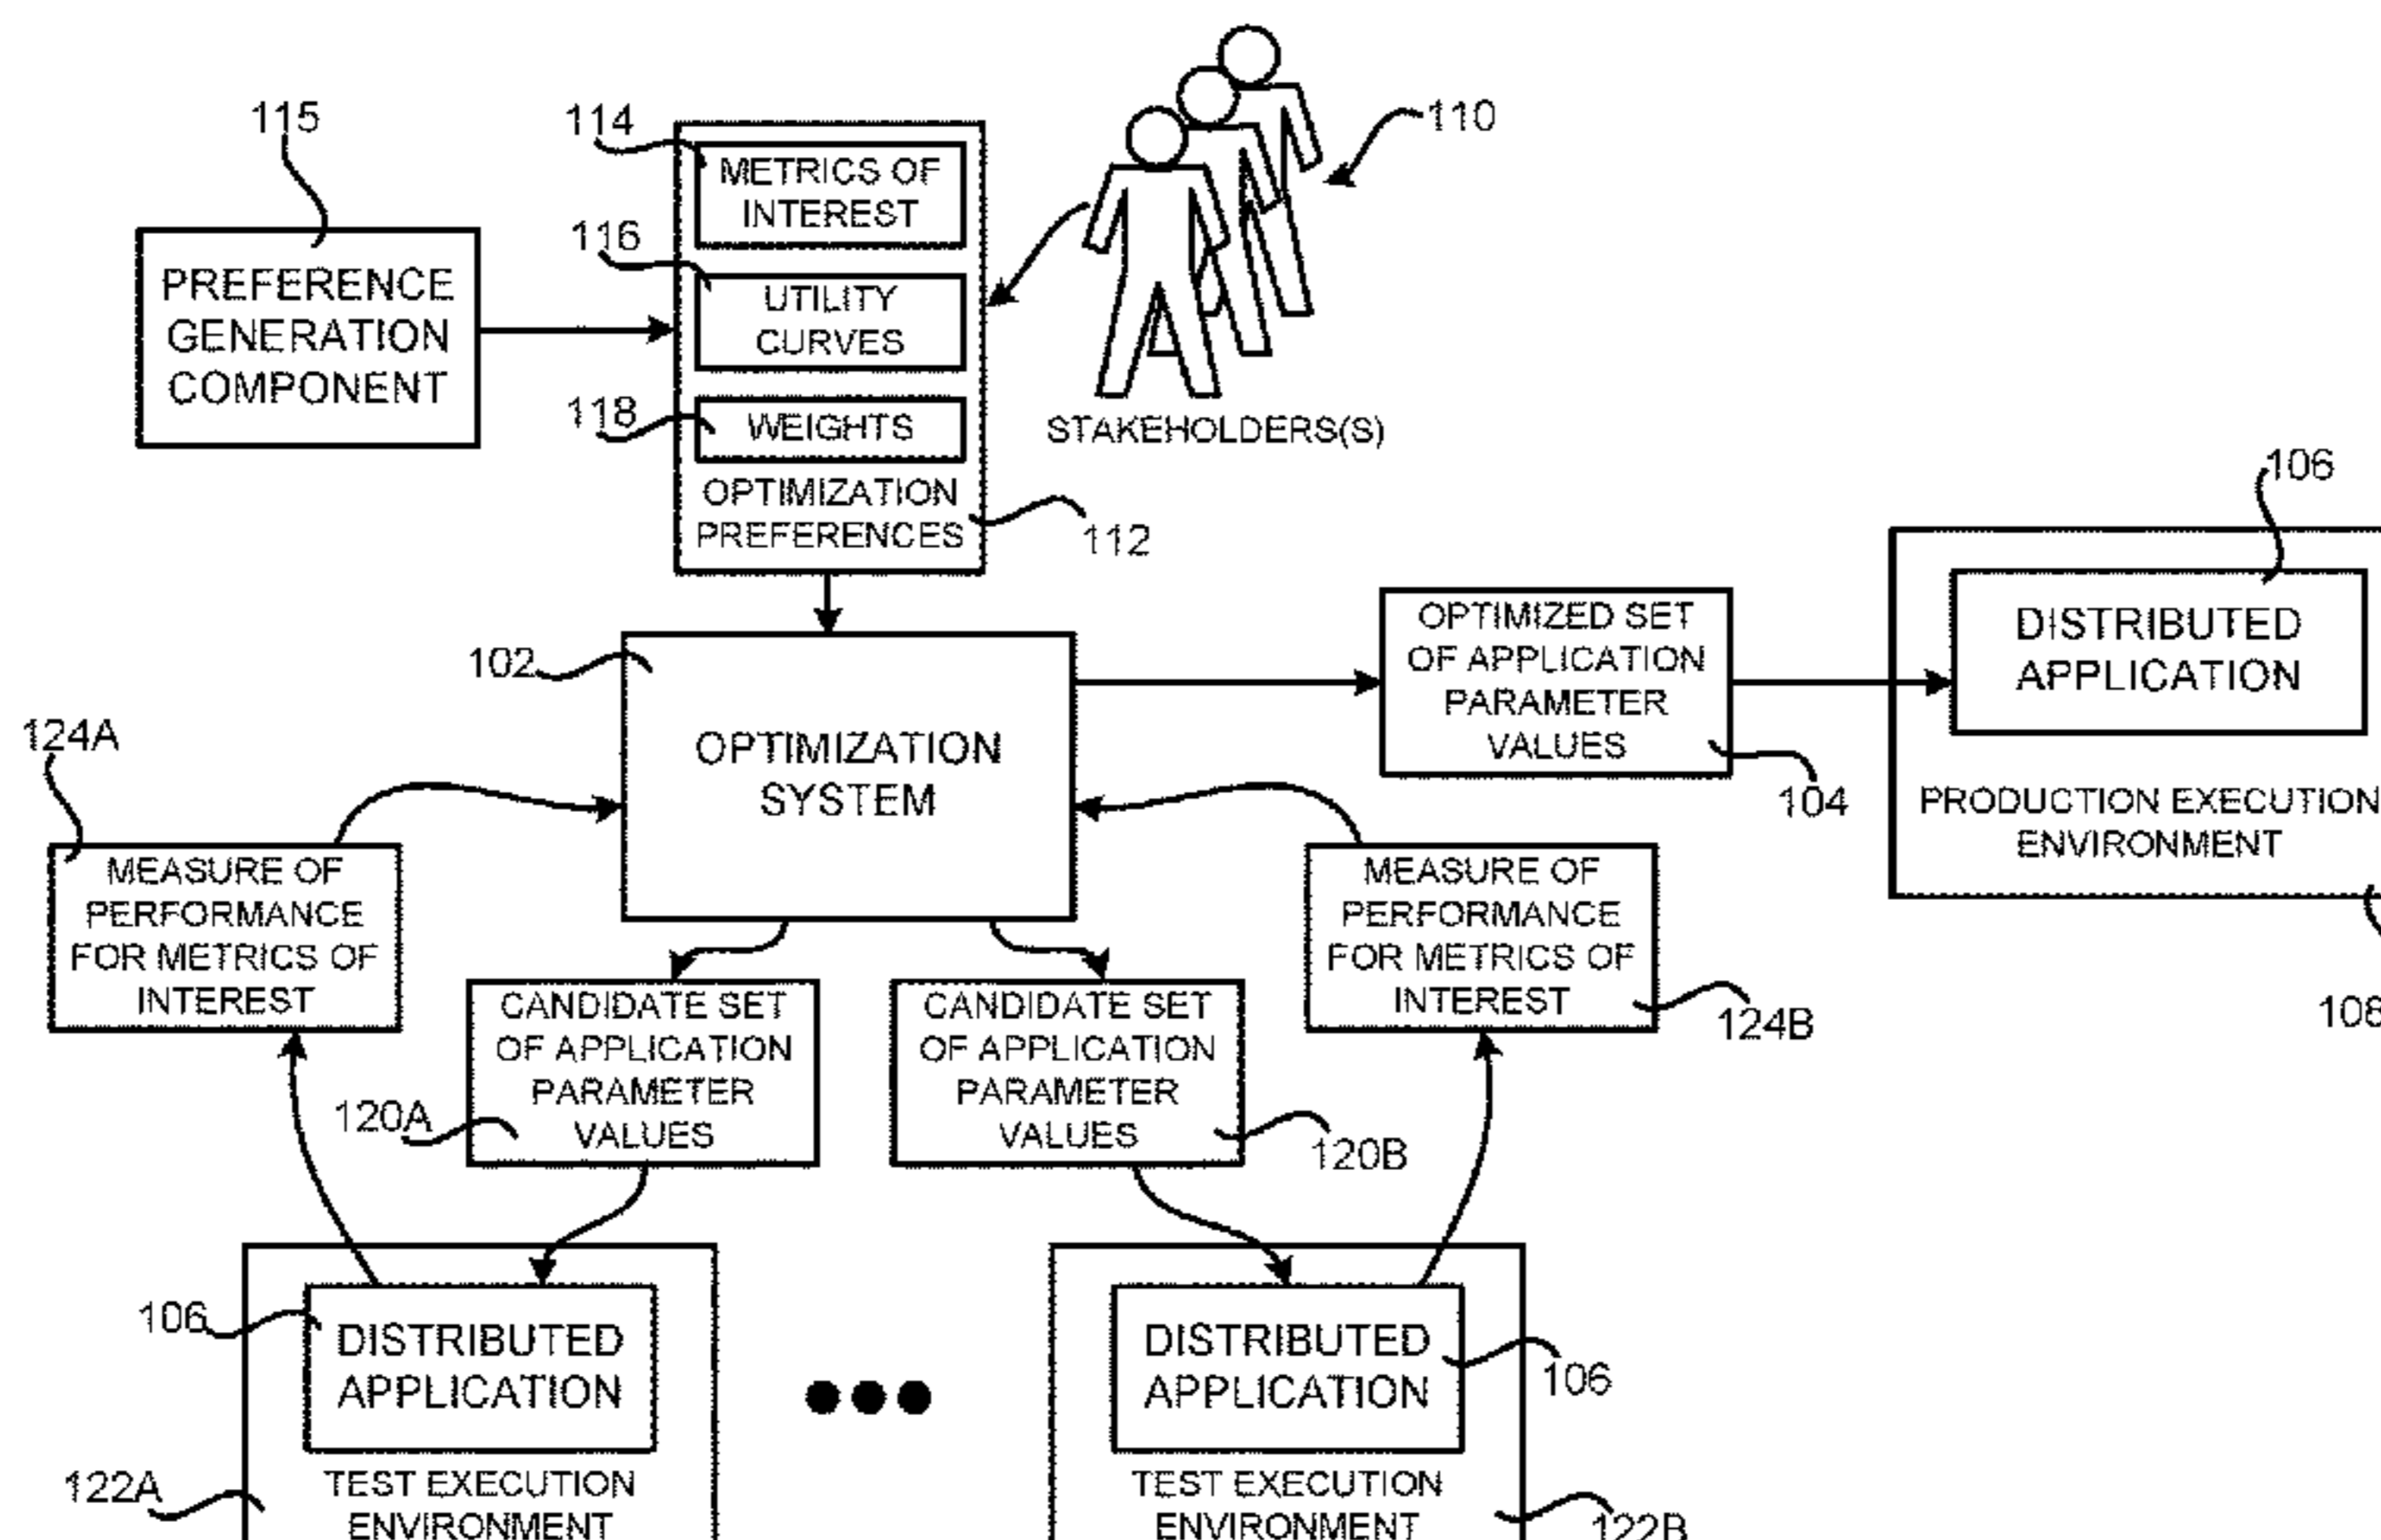 115
114
110
METRICS OF
INTEREST
116
PREFERENCE
GENERATION
COMPONENT
UTILITY
CURVES
118
WEIGHTS
STAKEHOLDERS(S)
OPTIMIZATION
PREFERENCES
112
106
DISTRIBUTED
APPLICATION
PRODUCTION EXECUTION
ENVIRONMENT
108
OPTIMIZED SET
OF APPLICATION
PARAMETER
VALUES
104
102
OPTIMIZATION
SYSTEM
124A
MEASURE OF
PERFORMANCE
FOR METRICS OF
INTEREST
MEASURE OF
PERFORMANCE
FOR METRICS OF
INTEREST
124B
CANDIDATE SET
OF APPLICATION
PARAMETER
VALUES
120A
CANDIDATE SET
OF APPLICATION
PARAMETER
VALUES
120B
106
DISTRIBUTED
APPLICATION
TEST EXECUTION
ENVIRONMENT
122A
DISTRIBUTED
APPLICATION
106
TEST EXECUTION
ENVIRONMENT
122B